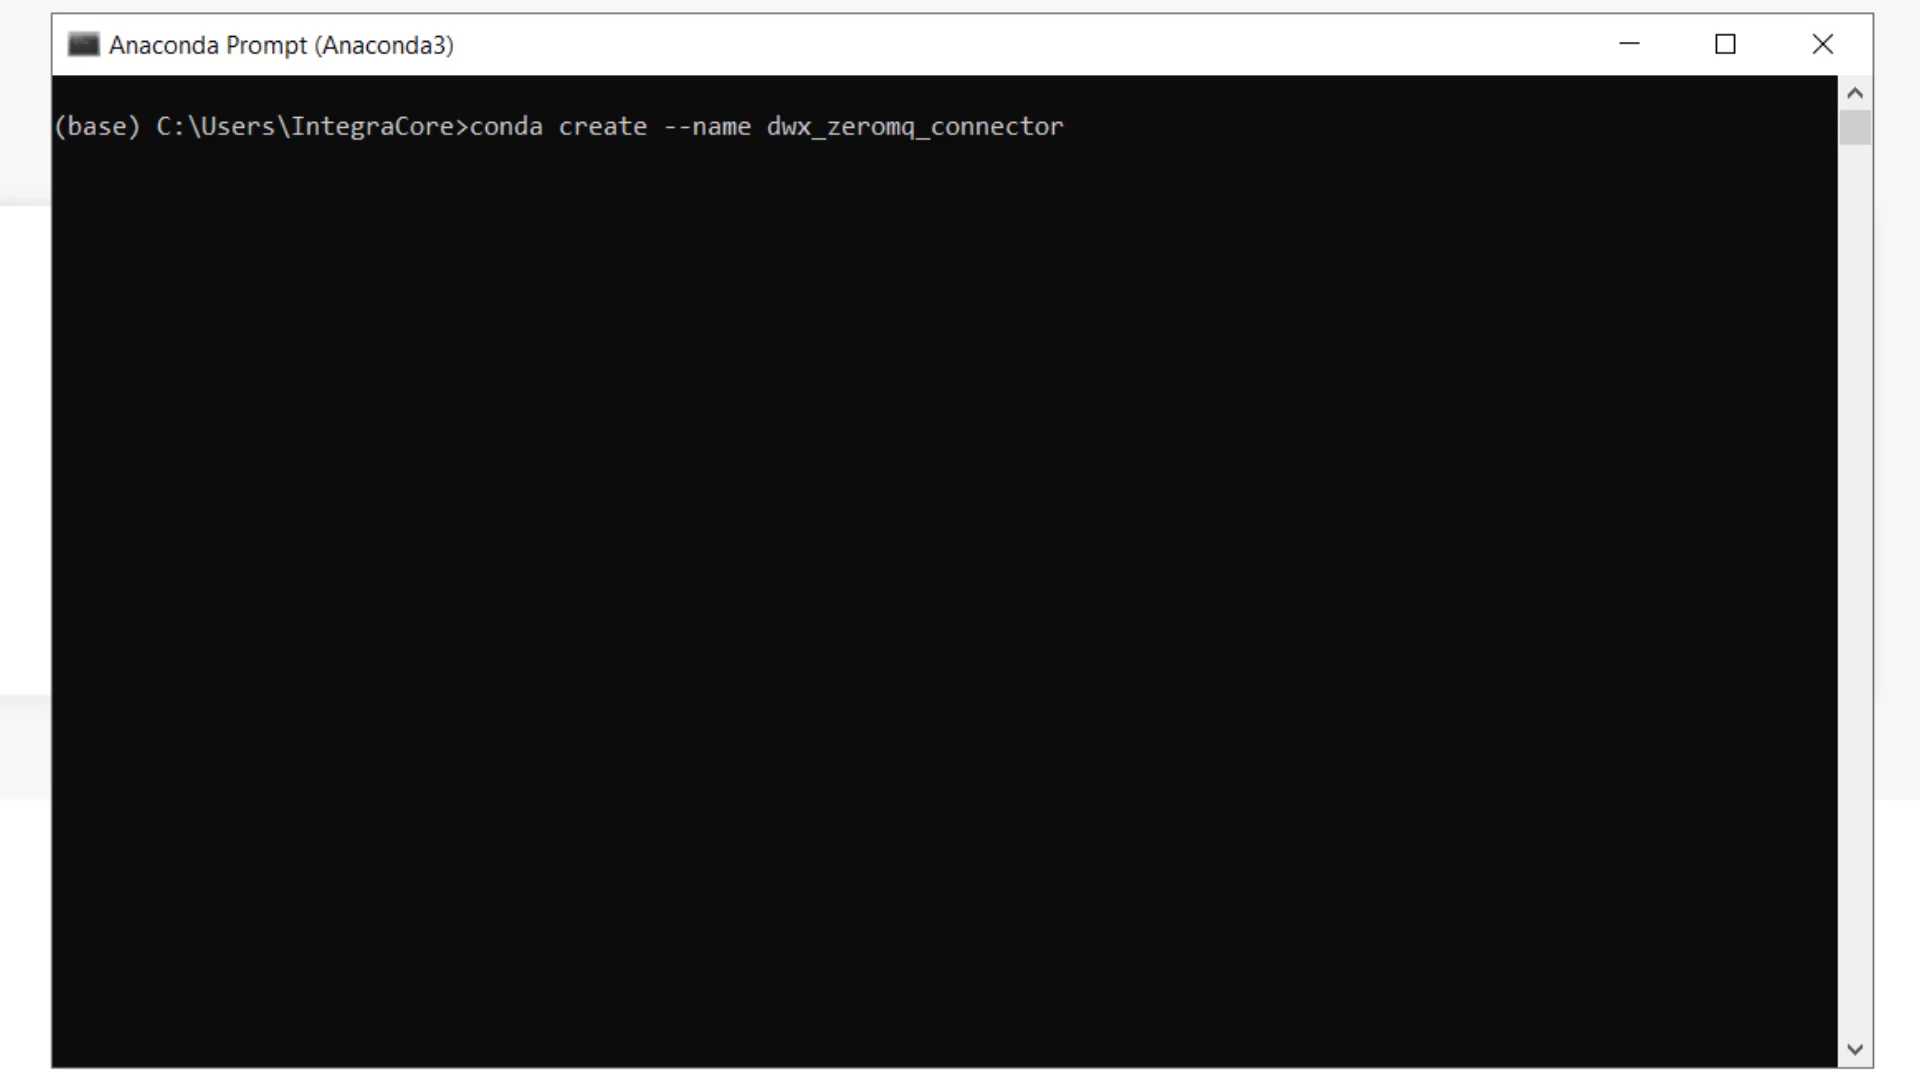 Anaconda Prompt (Anaconda3)
(base) C:\Users\IntegraCore>conda create --name dwx_zeromq_connector